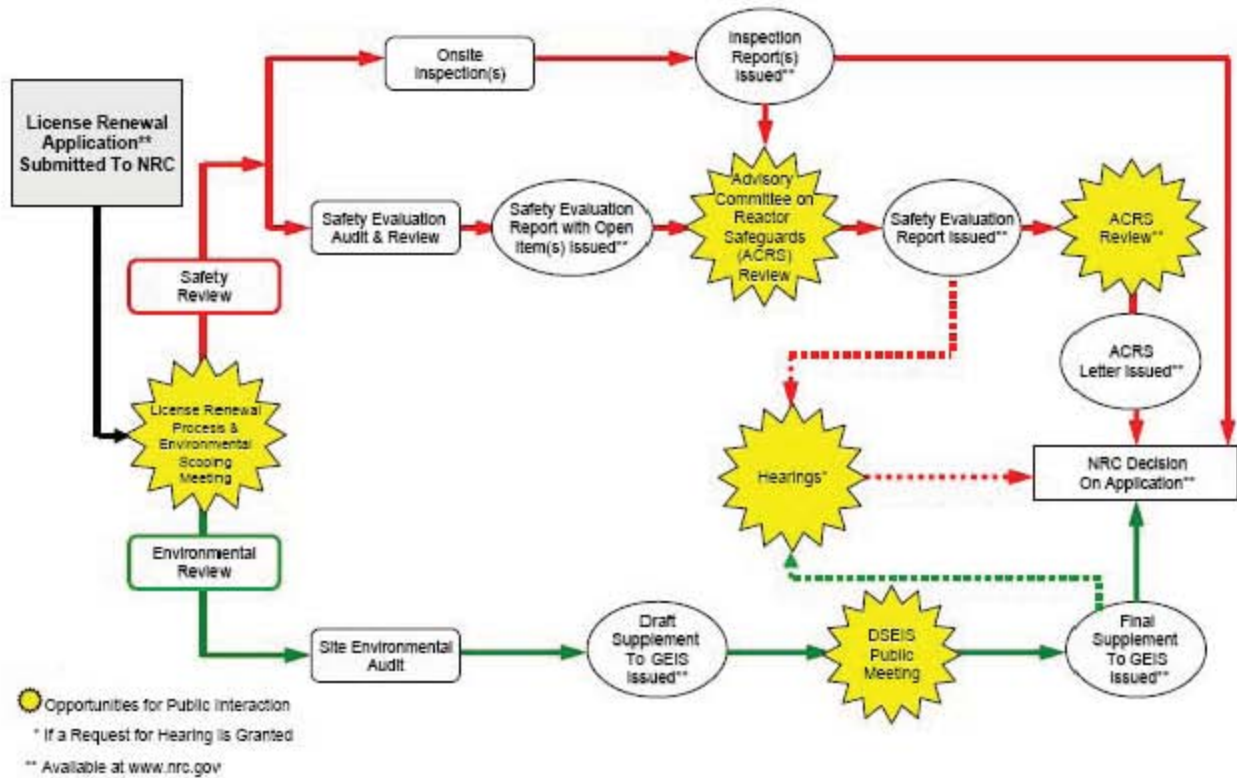 Onsite
Inspection(s)
Inspection
Report(s)
Issued**
License Renewal
Application**
Submitted To NRC
Safety Evaluation
Audit & Review
Safety Evaluation
Report with Open
Item(s) Issued**
Advisory
Committee on
Reactor
Safeguards
(ACRS)
Review
Safety Evaluation
Report Issued**
ACRS
Review**
Safety
Review
ACRS
Letter Issued**
License Renewal
Process &
Environmental
Scoping
Meeting
Hearings*
NRC Decision
On Application**
Environmental
Review
Site Environmental
Audit
Draft
Supplement
To GEIS
Issued**
DSEIS
Public
Meeting
Final
Supplement
To GEIS
Issued**
Opportunities for Public Interaction
* If a Request for Hearing is Granted
** Available at www.nrc.gov